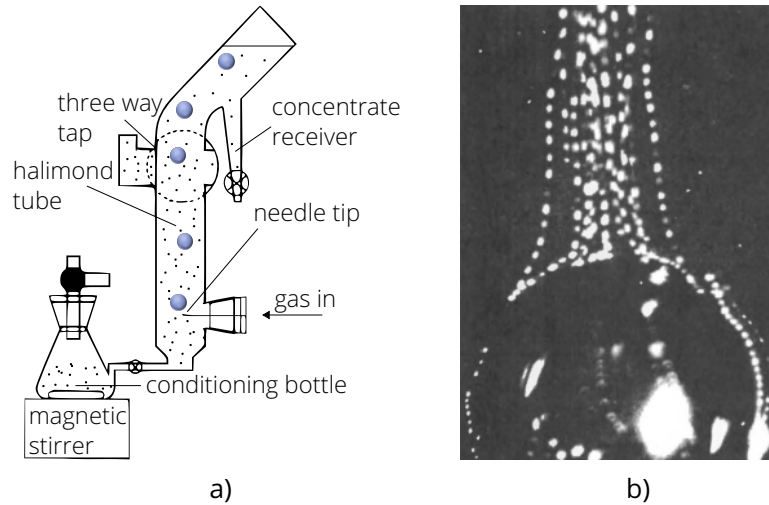 three way
tap
halimond
tube
concentrate
receiver
needle tip
gas in
conditioning bottle
magnetic
stirrer
a)
b)